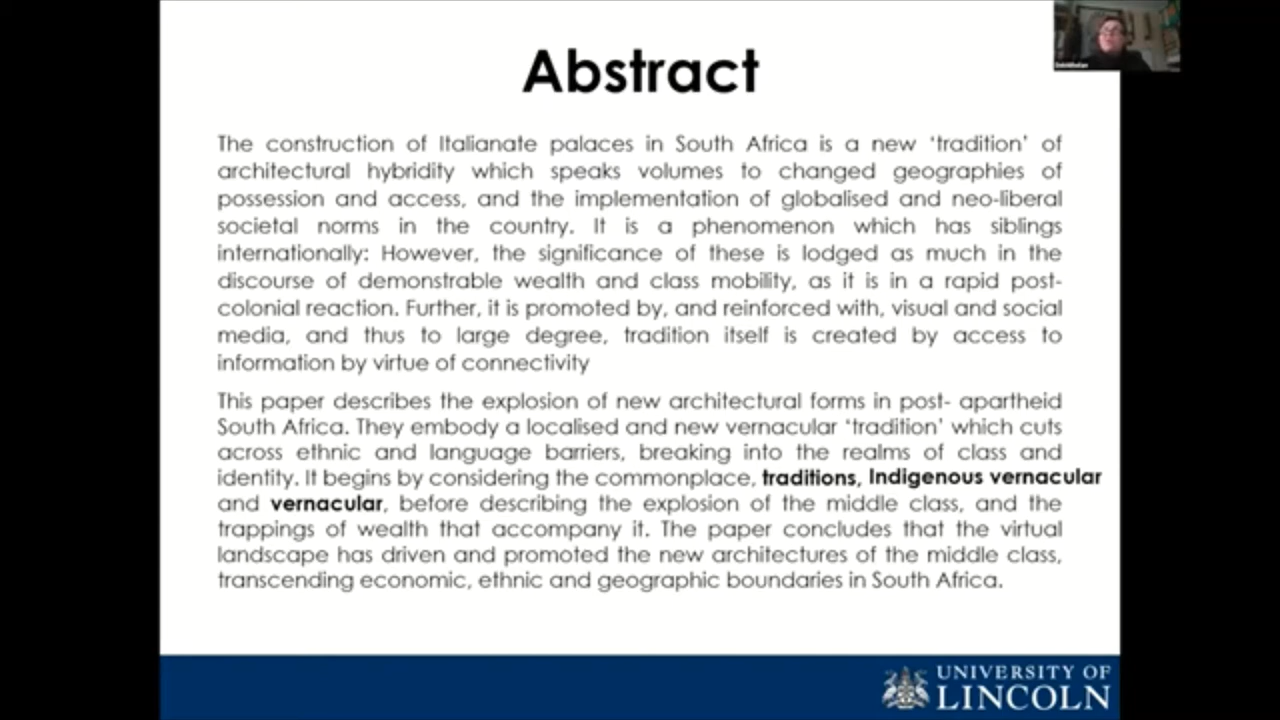 Abstract
The construction of Italianate palaces in South Africa is a new ‘tradition’ of
architectural hybridity which speaks volumes to changed geographies of
possession and access, and the implementation of globalised and neo-liberal
societal norms in the country. It is a phenomenon which has siblings
internationally: However, the significance of these is lodged as much in the
discourse of demonstrable wealth and class mobility, as it is in a rapid post-
colonial reaction. Further, it is promoted by, and reinforced with, visual and social
media, and thus to large degree, tradition itself is created by access to
information by virtue of connectivity
This paper describes the explosion of new architectural forms in post- apartheid
South Africa. They embody a localised and new vernacular ‘tradition’ which cuts
across ethnic and language barriers, breaking into the realms of class and
identity. It begins by considering the commonplace, traditions, Indigenous vernacular
and vernacular, before describing the explosion of the middle class, and the
trappings of wealth that accompany it. The paper concludes that the virtual
landscape has driven and promoted the new architectures of the middle class,
transcending economic, ethnic and geographic boundaries in South Africa.
UNIVERSITY OF
LINCOLN